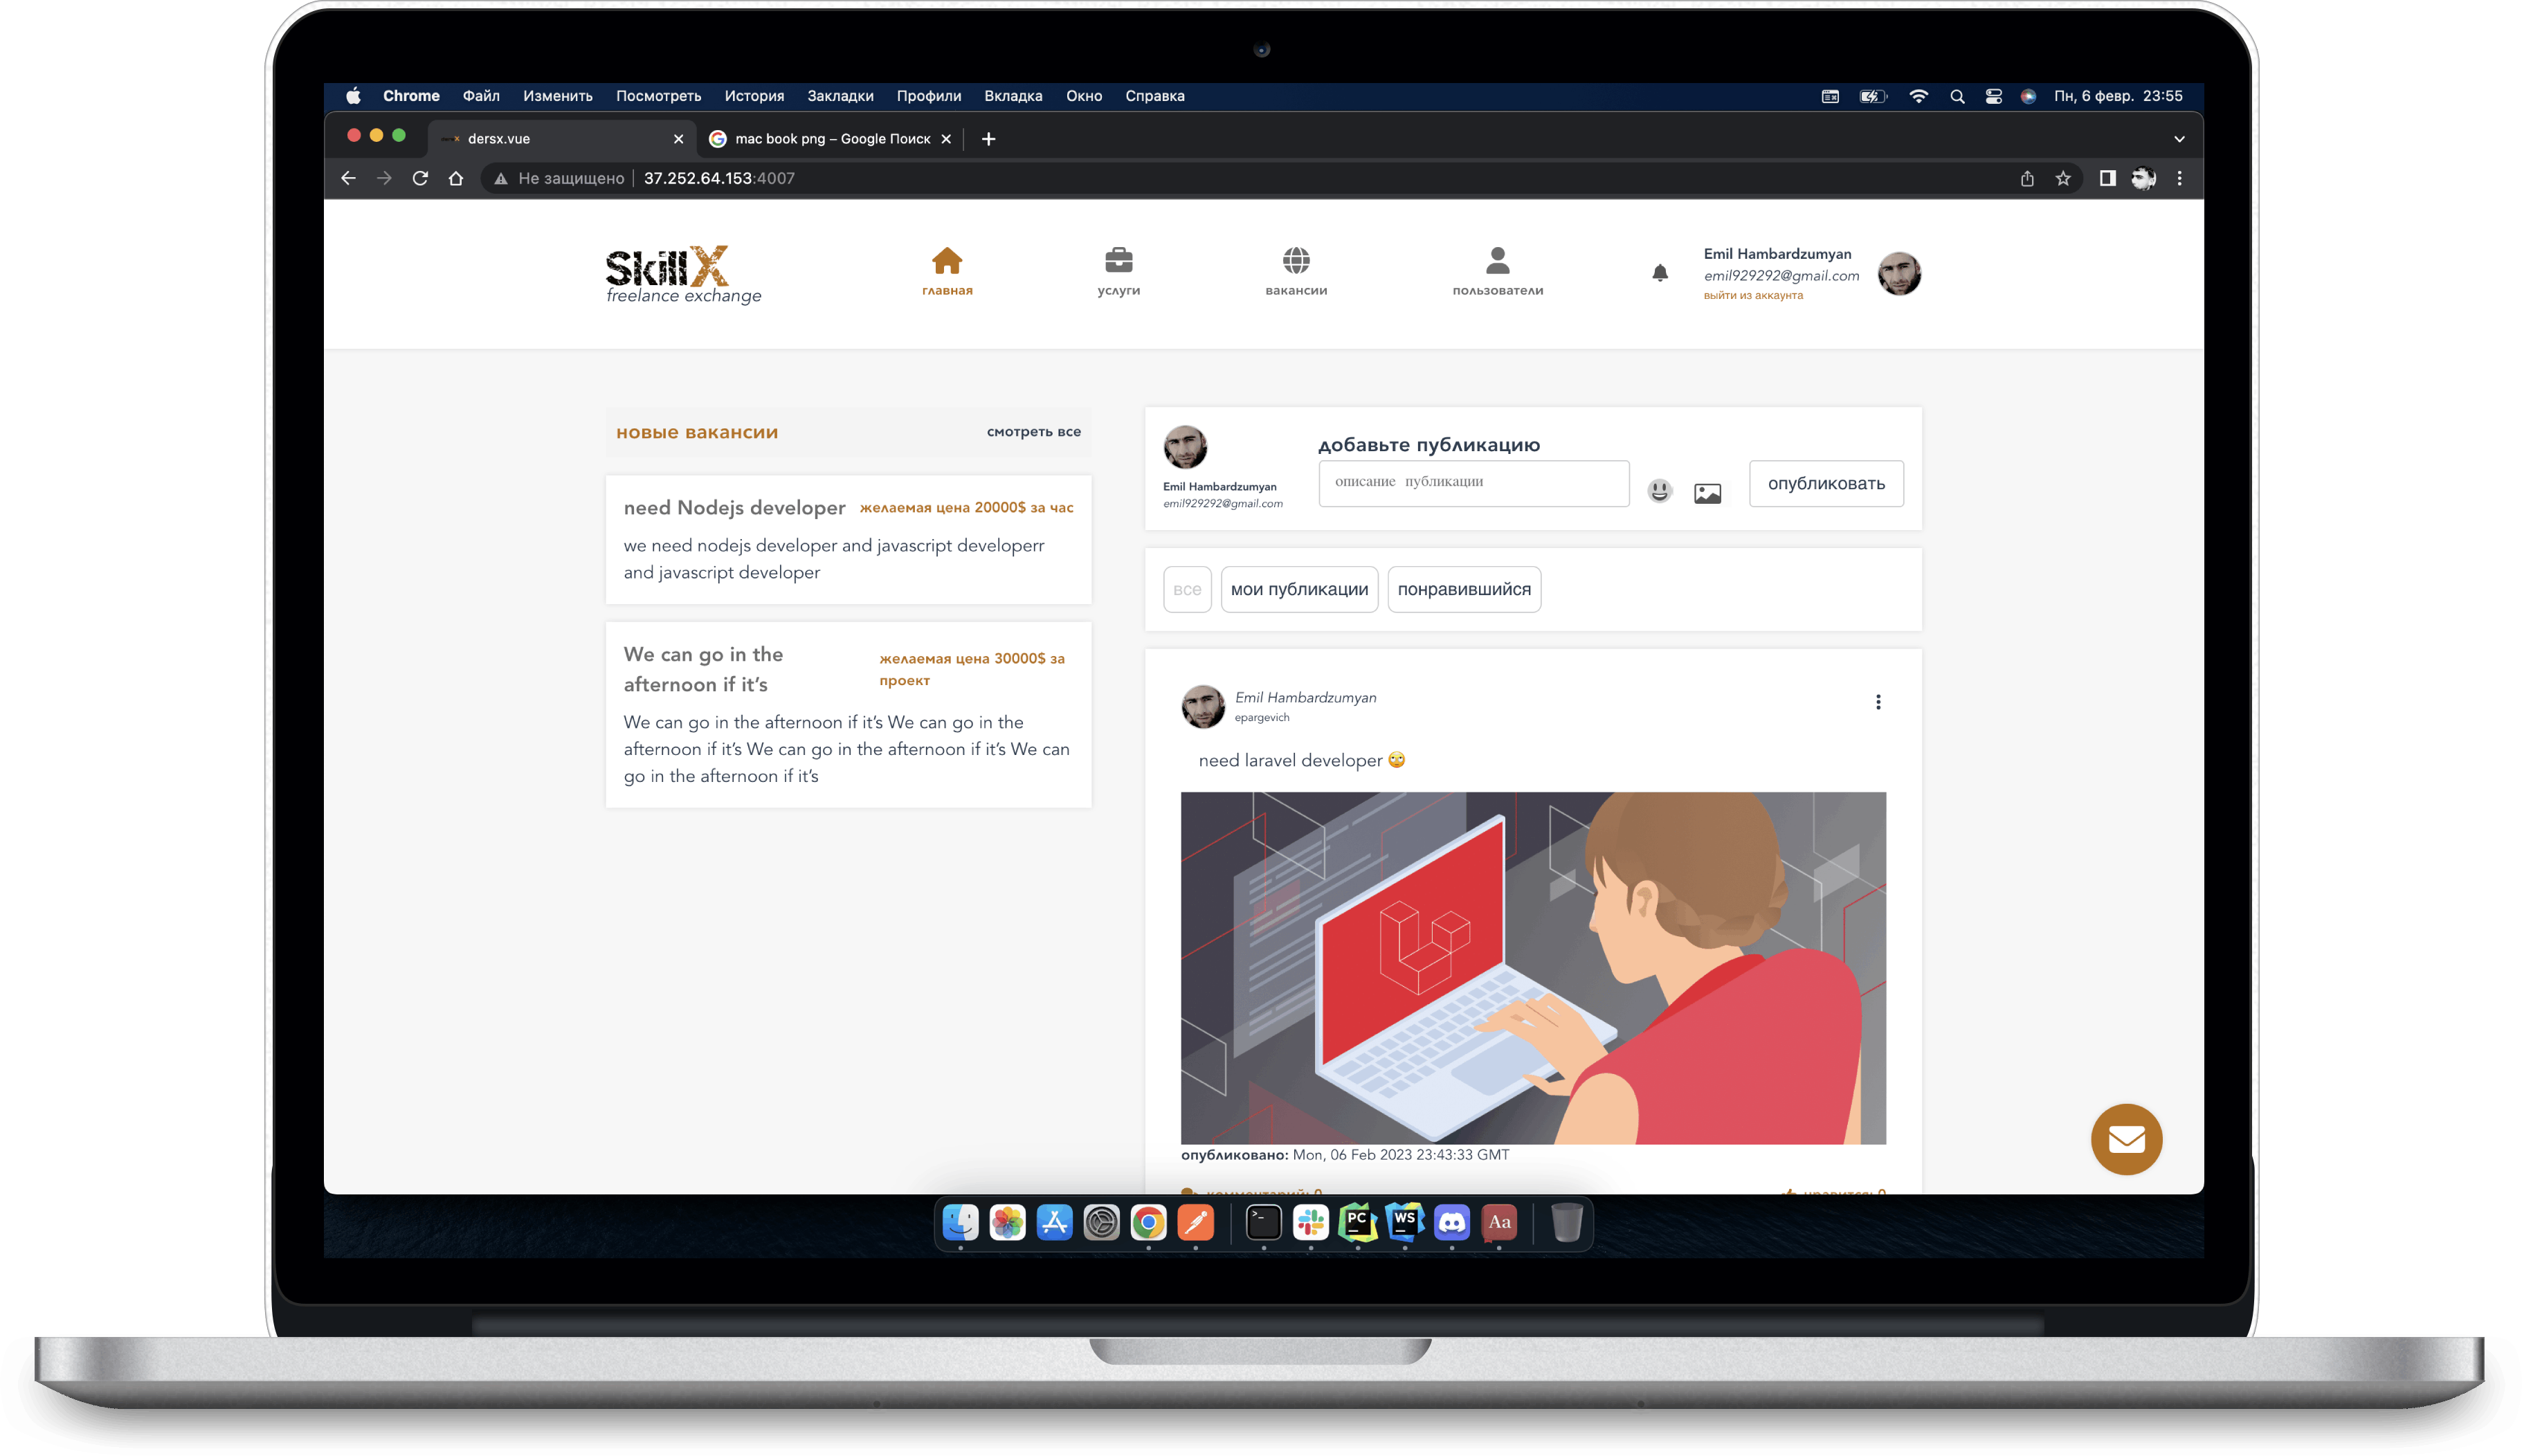 Chrome Файл Изменить Посмотреть История Закладки Профили Вкладка Окно Справка Пн, 6 февр. 23:55
dersx.vue mac book png – Google Поиск
Не защищено 37.252.64.153:4007
SkillX
freelance exchange
главная
услуги
вакансии
пользователи
Emil Hambardzumyan
emil929292@gmail.com
выйти из аккаунта
новые вакансии смотреть все
need Nodejs developer желаемая цена 20000$ за час
we need nodejs developer and javascript developerr
and javascript developer
We can go in the
afternoon if it’s
желаемая цена 30000$ за
проект
We can go in the afternoon if it’s We can go in the
afternoon if it’s We can go in the afternoon if it’s We can
go in the afternoon if it’s
Emil Hambardzumyan
emil929292@gmail.com
добавьте публикацию
описание публикации
опубликовать
все мои публикации понравившийся
Emil Hambardzumyan
epargevich
need laravel developer 🙄
опубликовано: Mon, 06 Feb 2023 23:43:33 GMT
комментарий: 0 нравится: 0
PC WS Aa